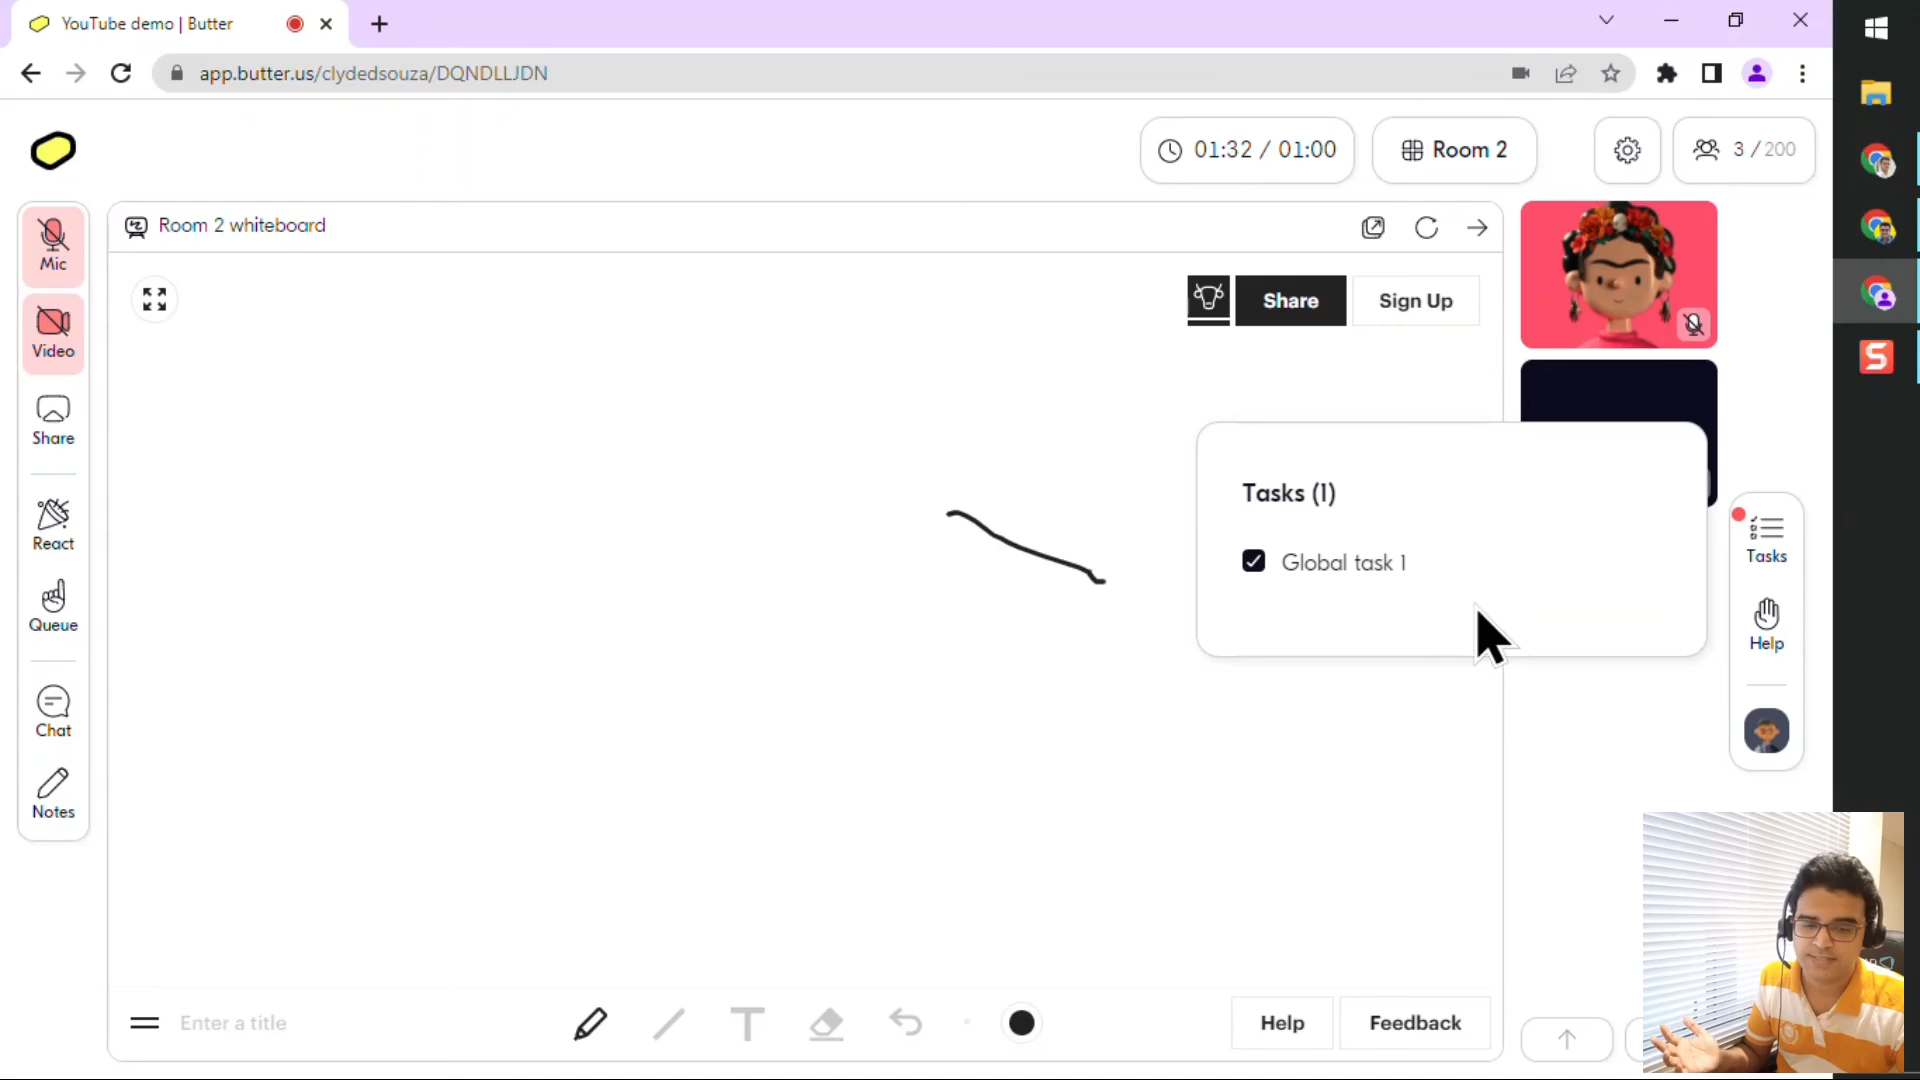 YouTube demo | Butter
app.butter.us/clydedsouza/DQNDLLJDN
01:32 / 01:00
Room 2
3 / 200
Mic
Video
Share
React
Queue
Chat
Notes
Room 2 whiteboard
Share
Sign Up
Tasks (1)
Global task 1
Tasks
Help
Enter a title
T
Help
Feedback
S